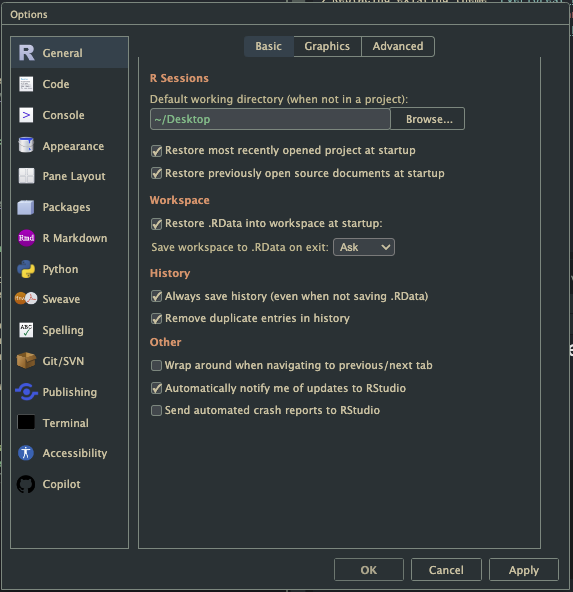 Options
General
Code
Console
Appearance
Pane Layout
Packages
R Markdown
Python
Sweave
Spelling
Git/SVN
Publishing
Terminal
Accessibility
Copilot
Basic
Graphics
Advanced
R Sessions
Default working directory (when not in a project):
~/Desktop
Browse...
Restore most recently opened project at startup
Restore previously open source documents at startup
Workspace
Restore .RData into workspace at startup:
Save workspace to .RData on exit: Ask
History
Always save history (even when not saving .RData)
Remove duplicate entries in history
Other
Wrap around when navigating to previous/next tab
Automatically notify me of updates to RStudio
Send automated crash reports to RStudio
OK
Cancel
Apply